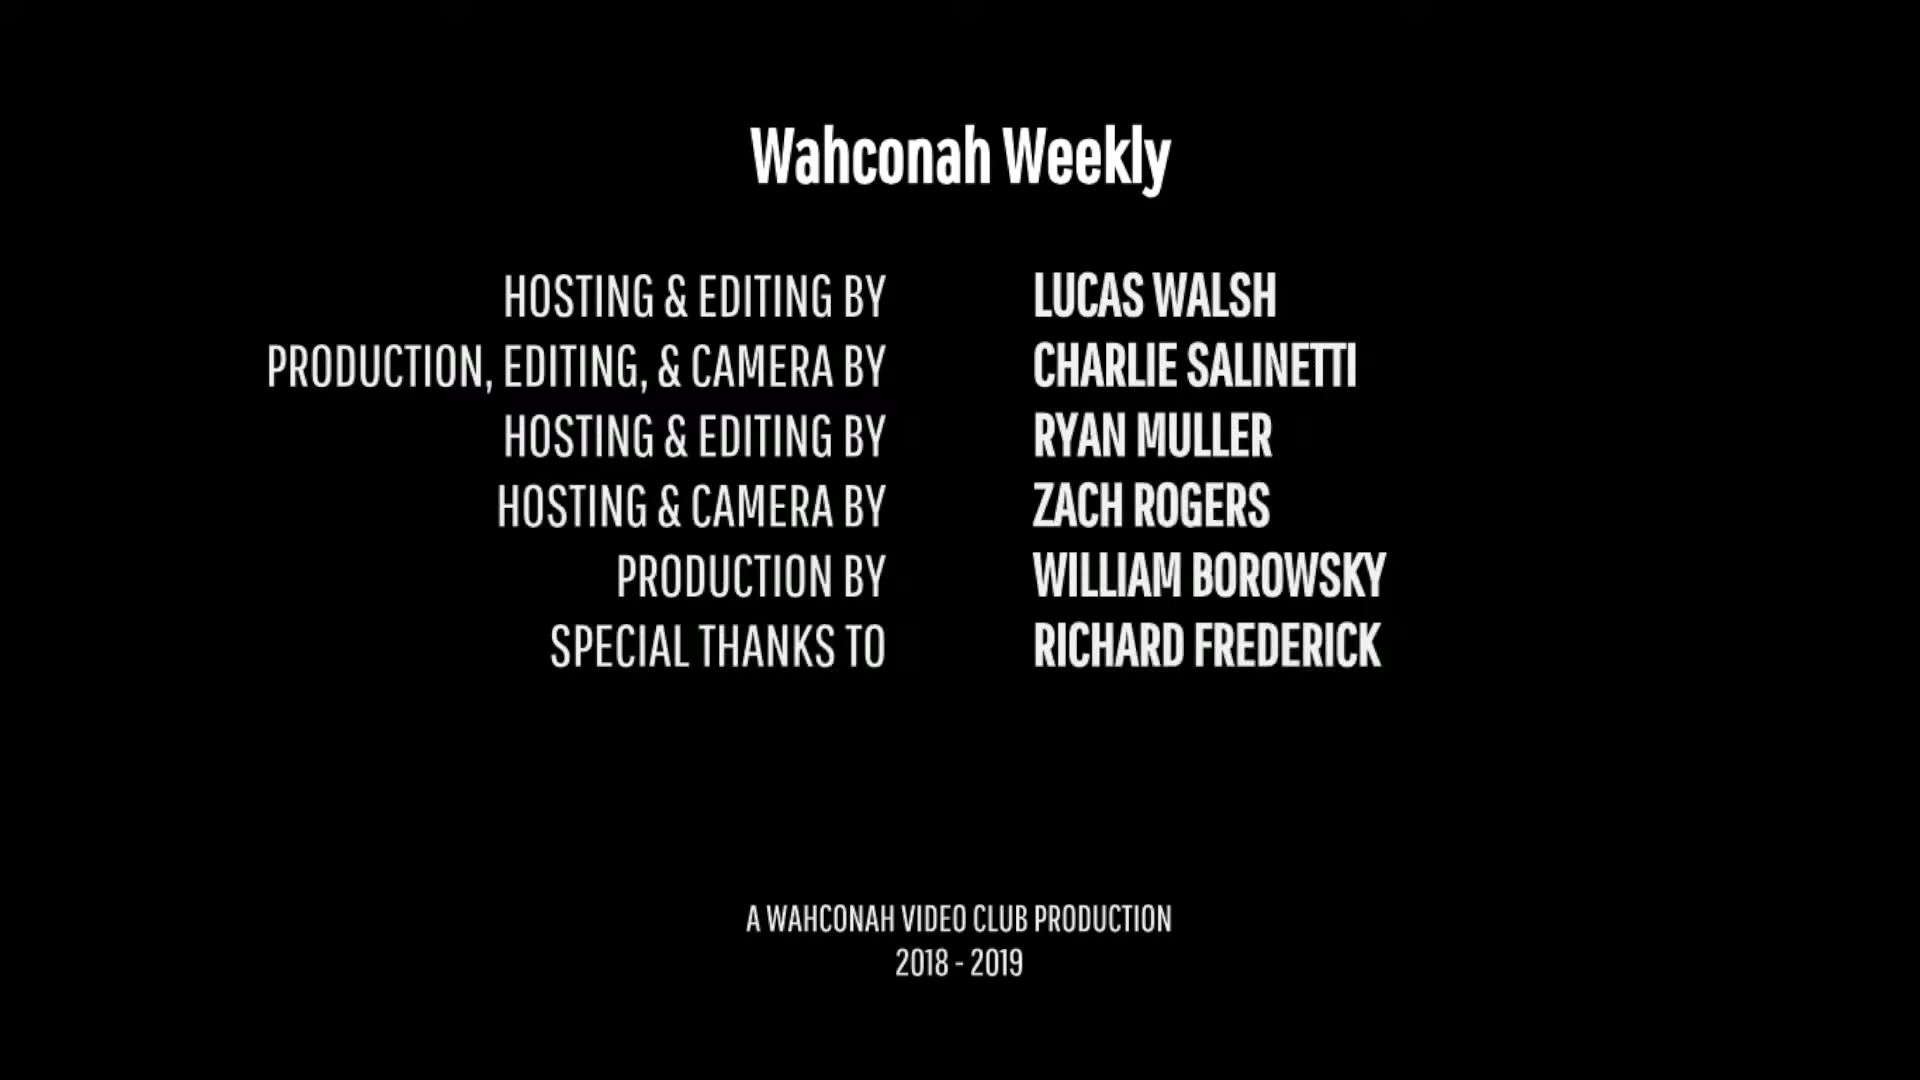 Wahconah Weekly
HOSTING & EDITING BY LUCAS WALSH
PRODUCTION, EDITING, & CAMERA BY CHARLIE SALINETTI
HOSTING & EDITING BY RYAN MULLER
HOSTING & CAMERA BY ZACH ROGERS
PRODUCTION BY WILLIAM BOROWSKY
SPECIAL THANKS TO RICHARD FREDERICK
A WAHCONAH VIDEO CLUB PRODUCTION
2018 - 2019